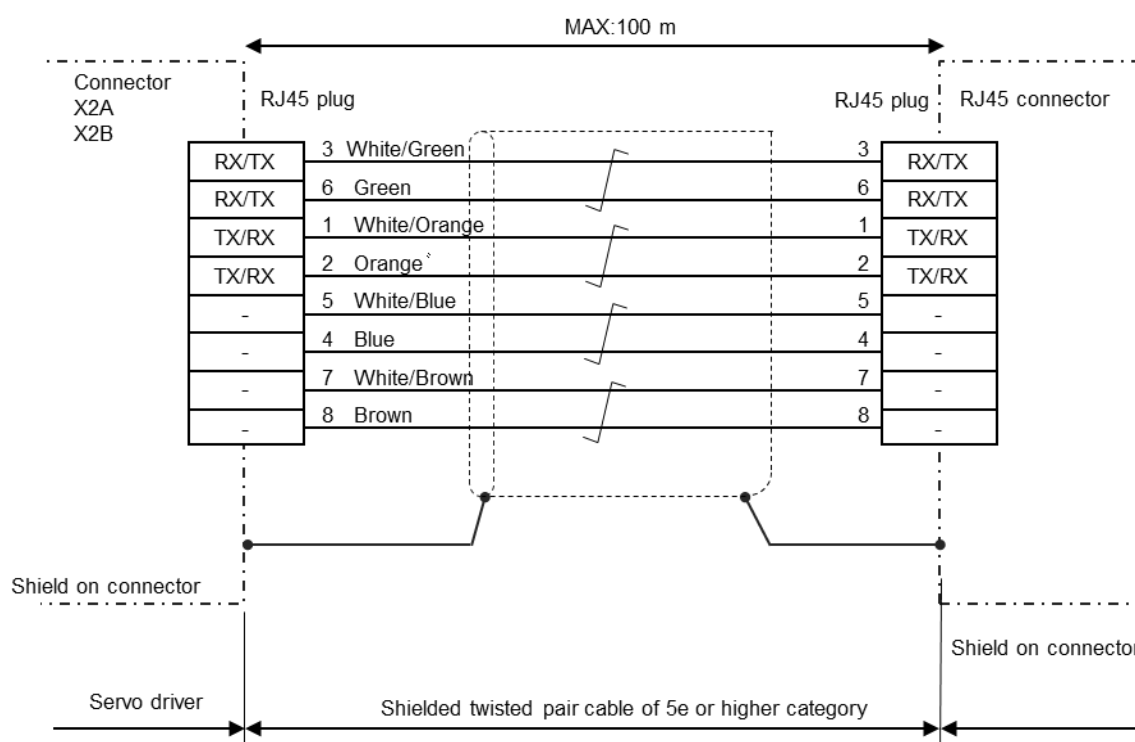 MAX:100 m
Connector
X2A
X2B
RJ45 plug
RJ45 plug
RJ45 connector
RX/TX 3 White/Green 3 RX/TX
RX/TX 6 Green 6 RX/TX
TX/RX 1 White/Orange 1 TX/RX
TX/RX 2 Orange 2 TX/RX
- 5 White/Blue 5 -
- 4 Blue 4 -
- 7 White/Brown 7 -
- 8 Brown 8 -
Shield on connector
Shield on connector
Servo driver
Shielded twisted pair cable of 5e or higher category